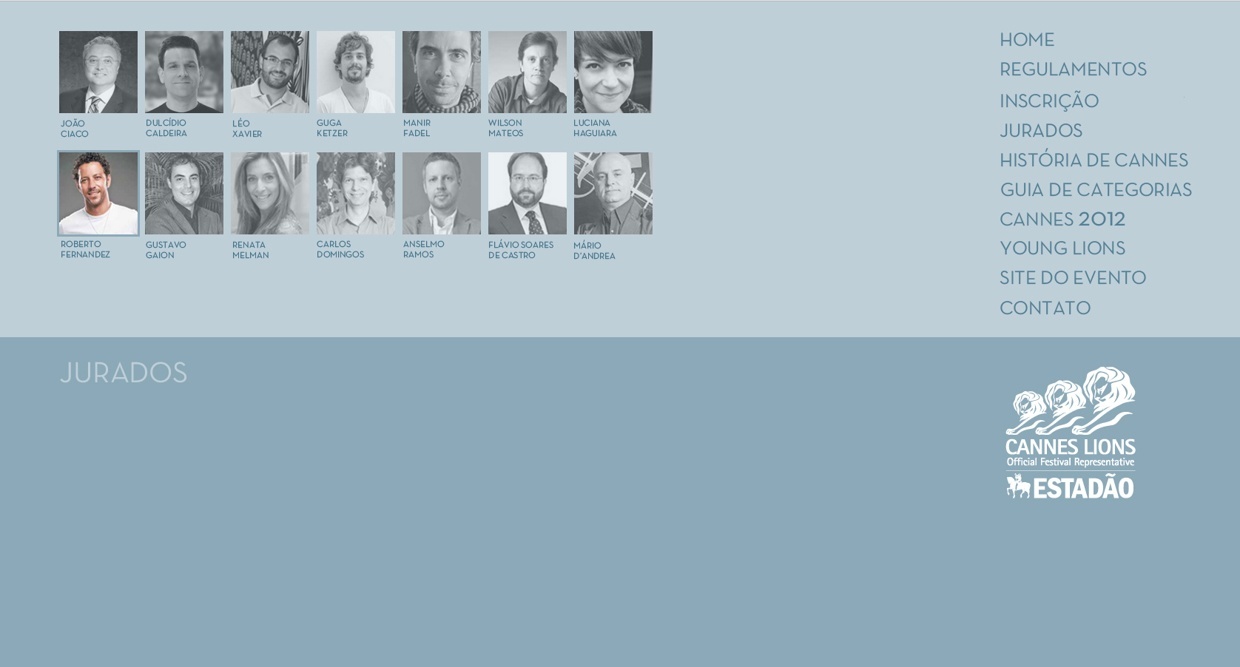 JOÃO
CIACO
DULCÍDIO
CALDEIRA
LÉO
XAVIER
GUGA
KETZER
MANIR
FADEL
WILSON
MATEOS
LUCIANA
HAGUIARA
ROBERTO
FERNANDEZ
GUSTAVO
GAION
RENATA
MELMAN
CARLOS
DOMINGOS
ANSELMO
RAMOS
FLÁVIO SOARES
DE CASTRO
MÁRIO
D'ANDREA
HOME
REGULAMENTOS
INSCRIÇÃO
JURADOS
HISTÓRIA DE CANNES
GUIA DE CATEGORIAS
CANNES 2012
YOUNG LIONS
SITE DO EVENTO
CONTATO
JURADOS
CANNES LIONS
Official Festival Representative
ESTADÃO